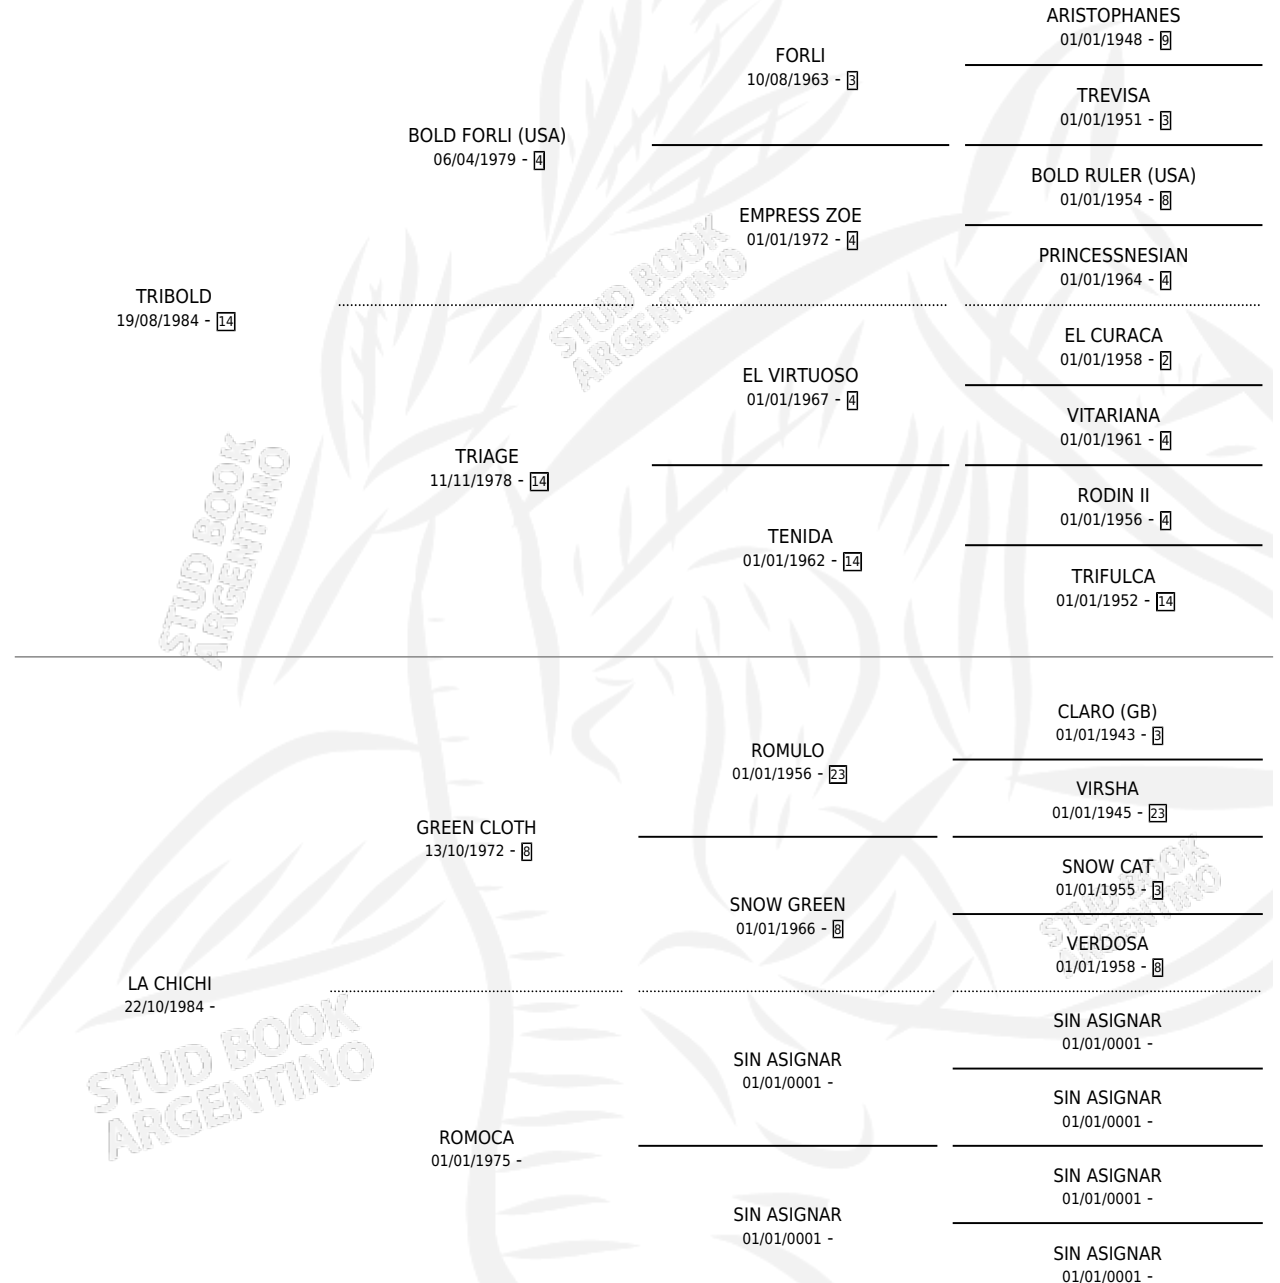 ARISTOPHANES
01/01/1948 - 9
FORLI
10/08/1963 - 3
TREVISA
01/01/1951 - 3
BOLD FORLI (USA)
06/04/1979 - 4
BOLD RULER (USA)
01/01/1954 - 8
EMPRESS ZOE
01/01/1972 - 4
PRINCESSNESIAN
01/01/1964 - 4
TRIBOLD
19/08/1984 - 14
STUD BOOK
ARGENTINO
EL CURACA
01/01/1958 - 2
EL VIRTUOSO
01/01/1967 - 4
VITARIANA
01/01/1961 - 4
TRIAGE
11/11/1978 - 14
RODIN II
01/01/1956 - 4
TENIDA
01/01/1962 - 14
TRIFULCA
01/01/1952 - 14
STUD BOOK
ARGENTINO
CLARO (GB)
01/01/1943 - 3
ROMULO
01/01/1956 - 23
VIRSHA
01/01/1945 - 23
GREEN CLOTH
13/10/1972 - 8
SNOW CAT
01/01/1955 - 3
SNOW GREEN
01/01/1966 - 8
STUD BOOK
ARGENTINO
VERDOSA
01/01/1958 - 8
LA CHICHI
22/10/1984 -
SIN ASIGNAR
01/01/0001 -
SIN ASIGNAR
01/01/0001 -
STUD BOOK
ARGENTINO
SIN ASIGNAR
01/01/0001 -
ROMOCA
01/01/1975 -
SIN ASIGNAR
01/01/0001 -
SIN ASIGNAR
01/01/0001 -
SIN ASIGNAR
01/01/0001 -